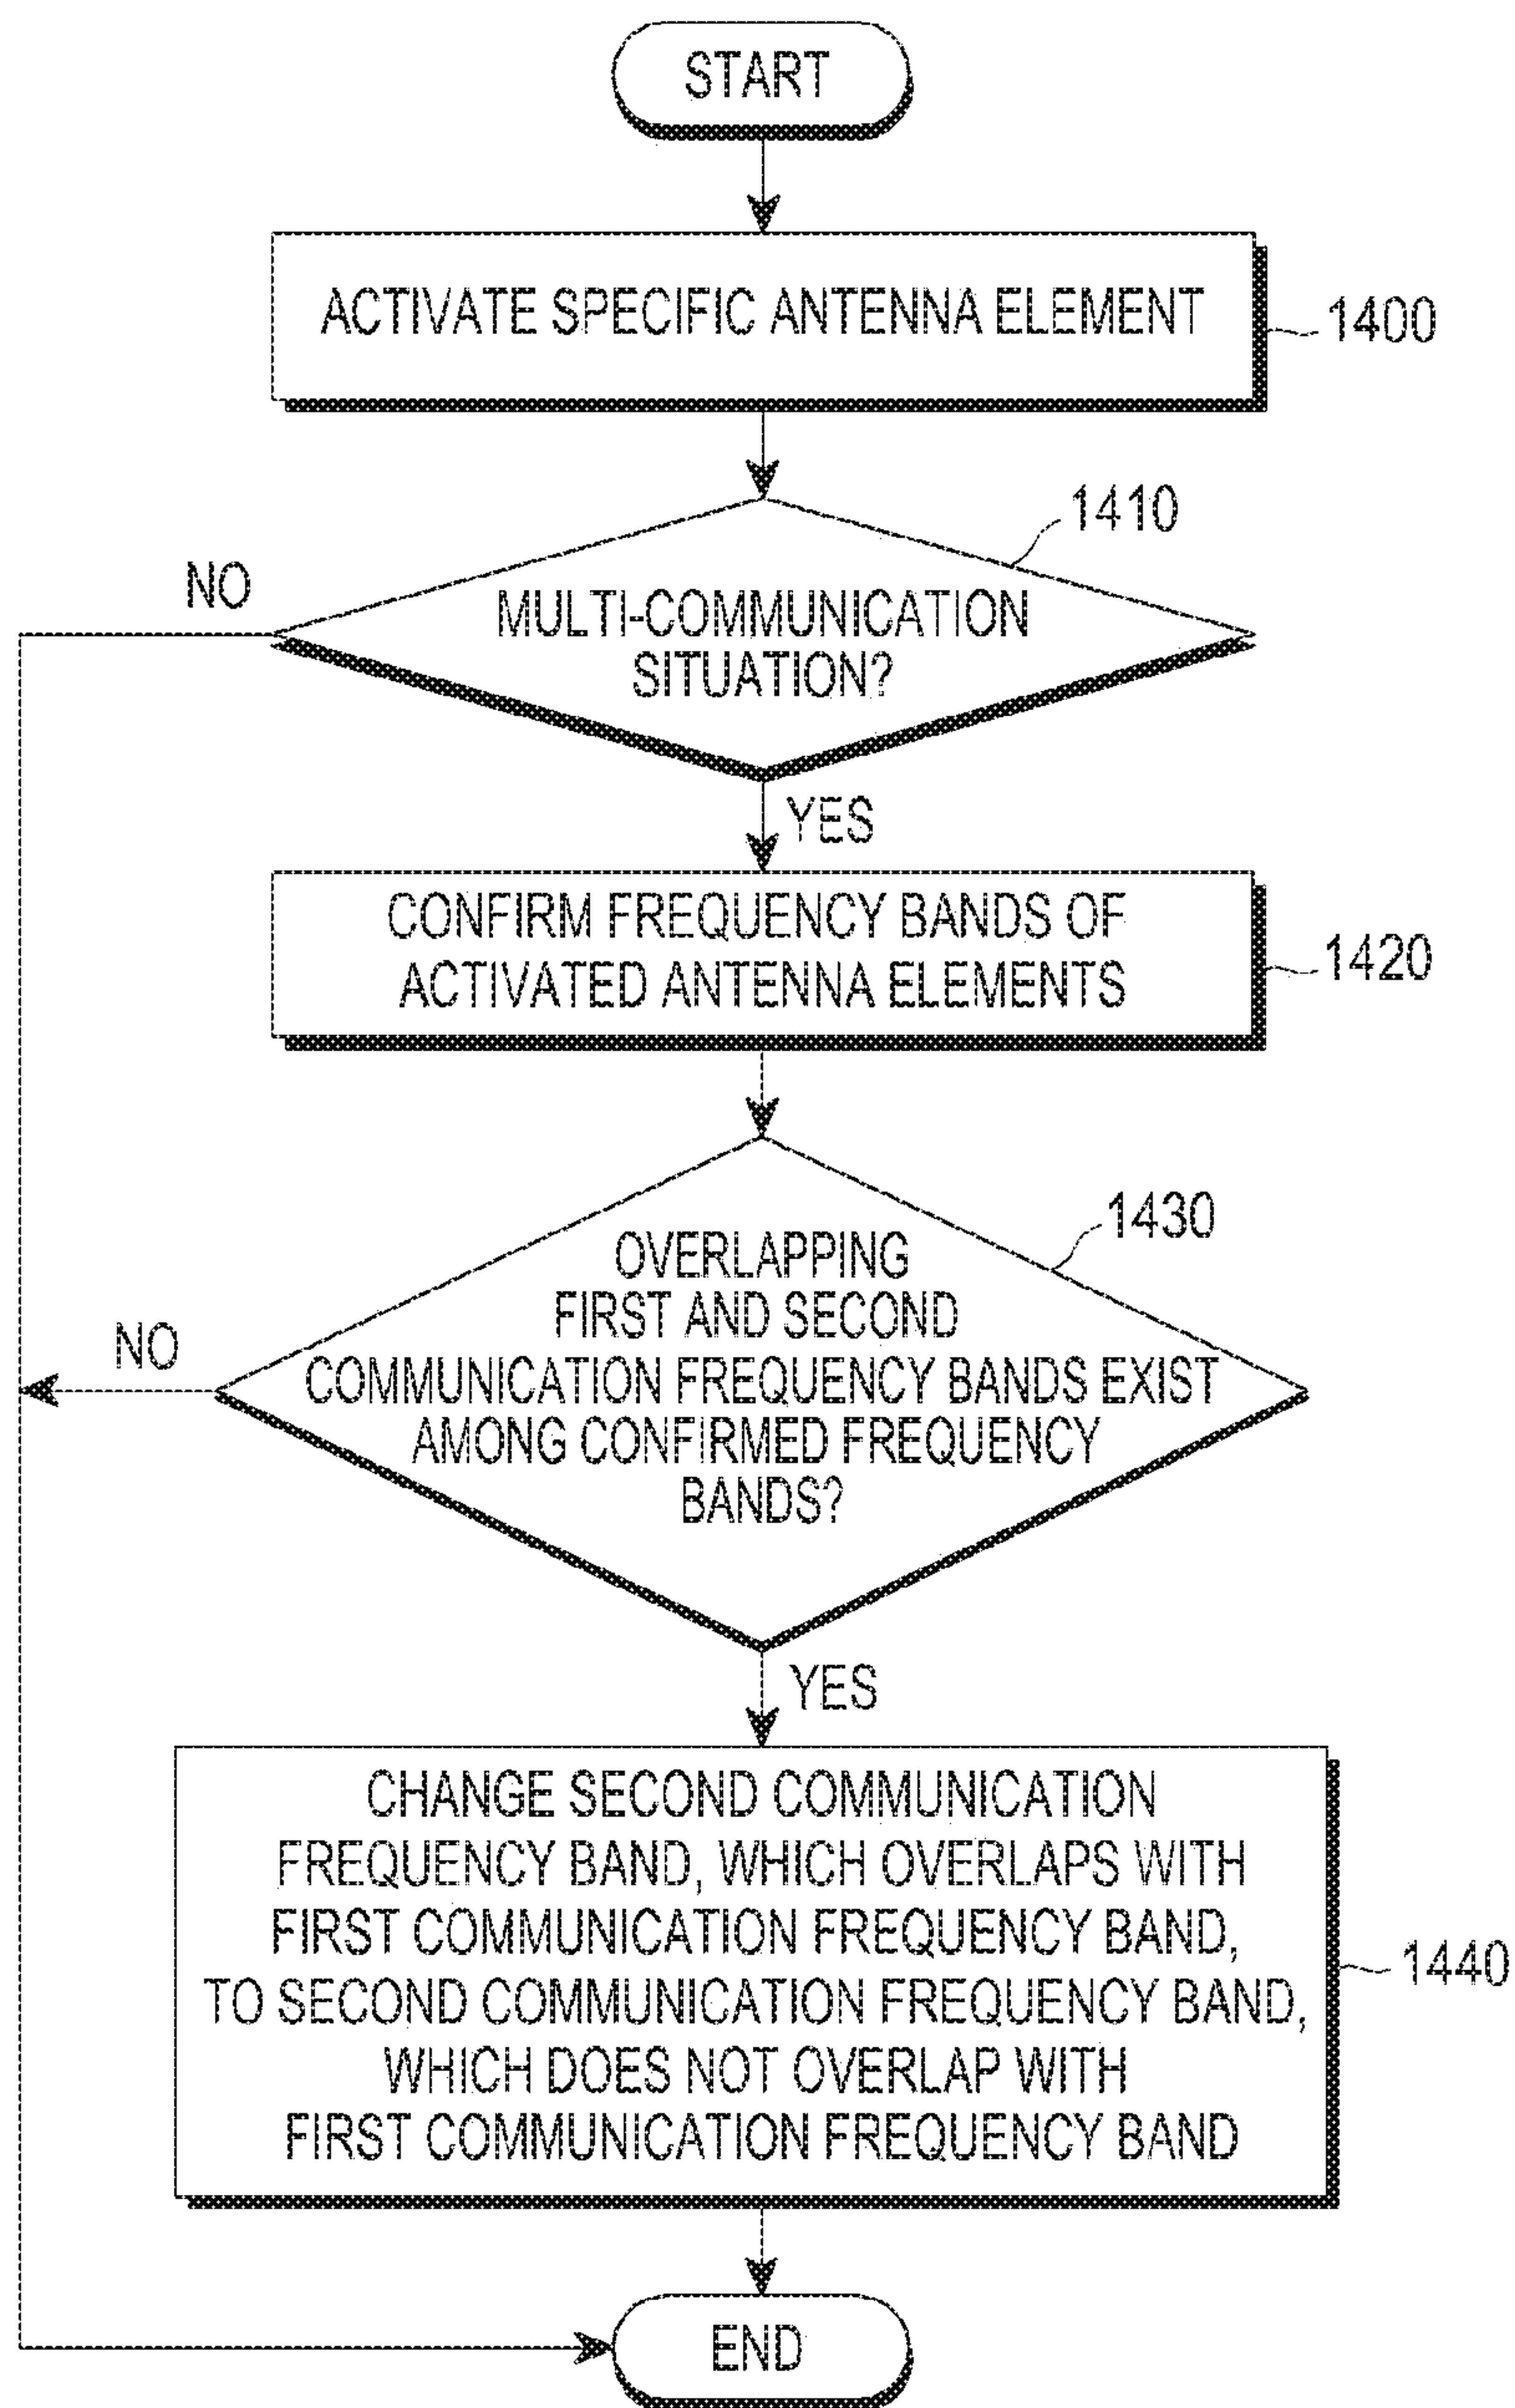 START
ACTIVATE SPECIFIC ANTENNA ELEMENT
1400
1410
NO
MULTI-COMMUNICATION
SITUATION?
YES
CONFIRM FREQUENCY BANDS OF
ACTIVATED ANTENNA ELEMENTS
1420
1430
OVERLAPPING
FIRST AND SECOND
NO
COMMUNICATION FREQUENCY BANDS EXIST
AMONG CONFIRMED FREQUENCY
BANDS?
YES
CHANGE SECOND COMMUNICATION
FREQUENCY BAND, WHICH OVERLAPS WITH
FIRST COMMUNICATION FREQUENCY BAND,
TO SECOND COMMUNICATION FREQUENCY BAND,
WHICH DOES NOT OVERLAP WITH
FIRST COMMUNICATION FREQUENCY BAND
1440
END